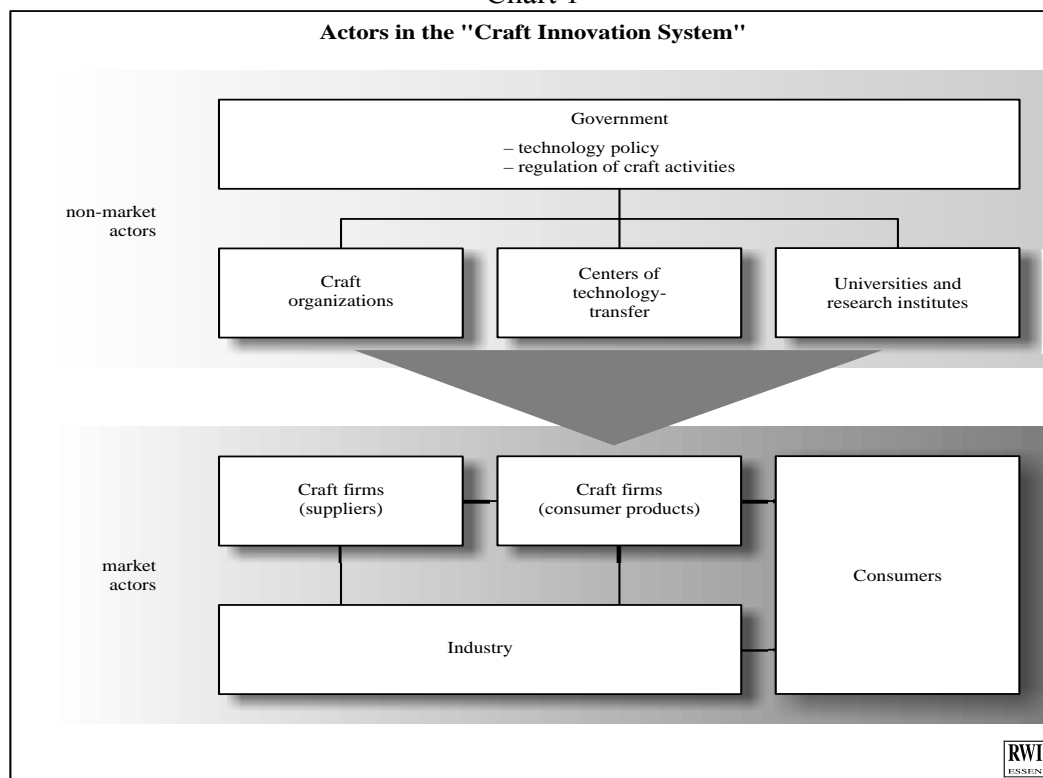 Actors in the "Craft Innovation System"
Government
– technology policy
– regulation of craft activities
non-market
actors
Craft
organizations
Centers of
technology-
transfer
Universities and
research institutes
Craft firms
(suppliers)
Craft firms
(consumer products)
market
actors
Consumers
Industry
RWI
ESSEN